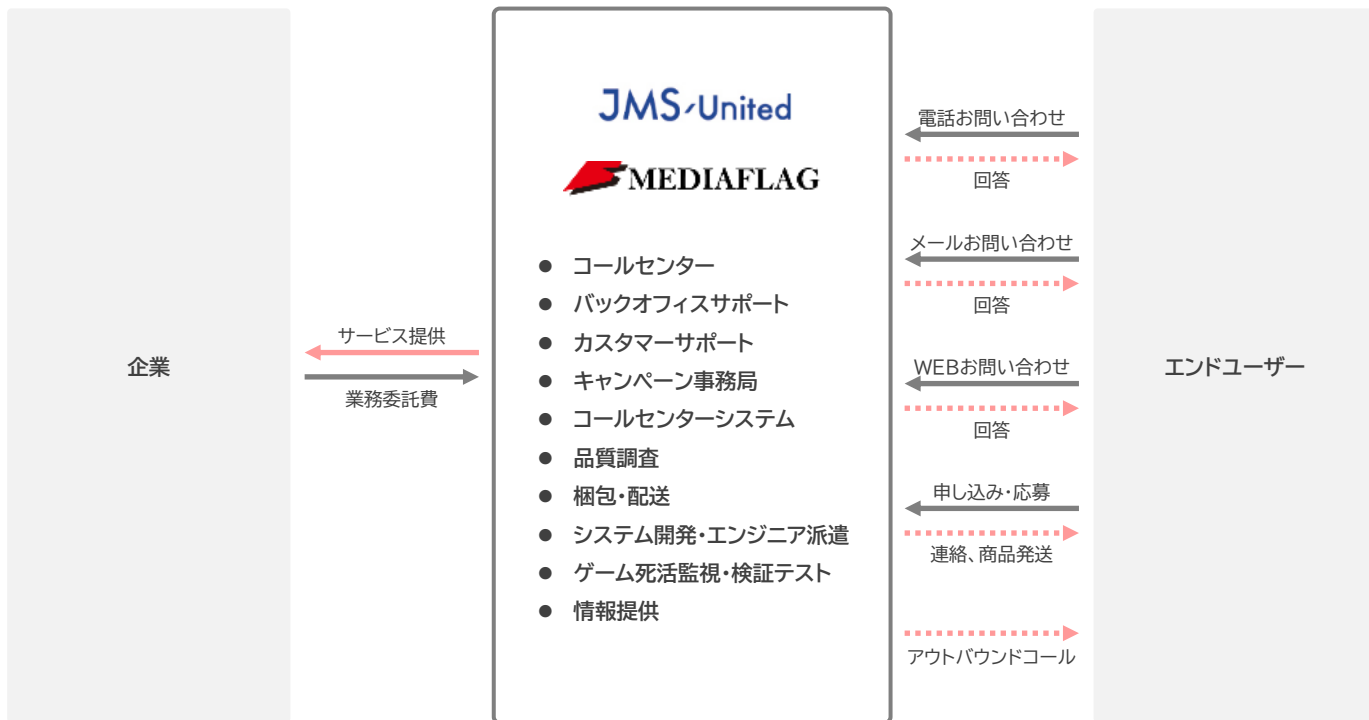 企業
サービス提供
業務委託費
JMS United
MEDIAFLAG
● コールセンター
● バックオフィスサポート
● カスタマーサポート
● キャンペーン事務局
● コールセンターシステム
● 品質調査
● 梱包・配送
● システム開発・エンジニア派遣
● ゲーム死活監視・検証テスト
● 情報提供
電話お問い合わせ
回答
メールお問い合わせ
回答
WEBお問い合わせ
回答
申し込み・応募
連絡、商品発送
アウトバウンドコール
エンドユーザー